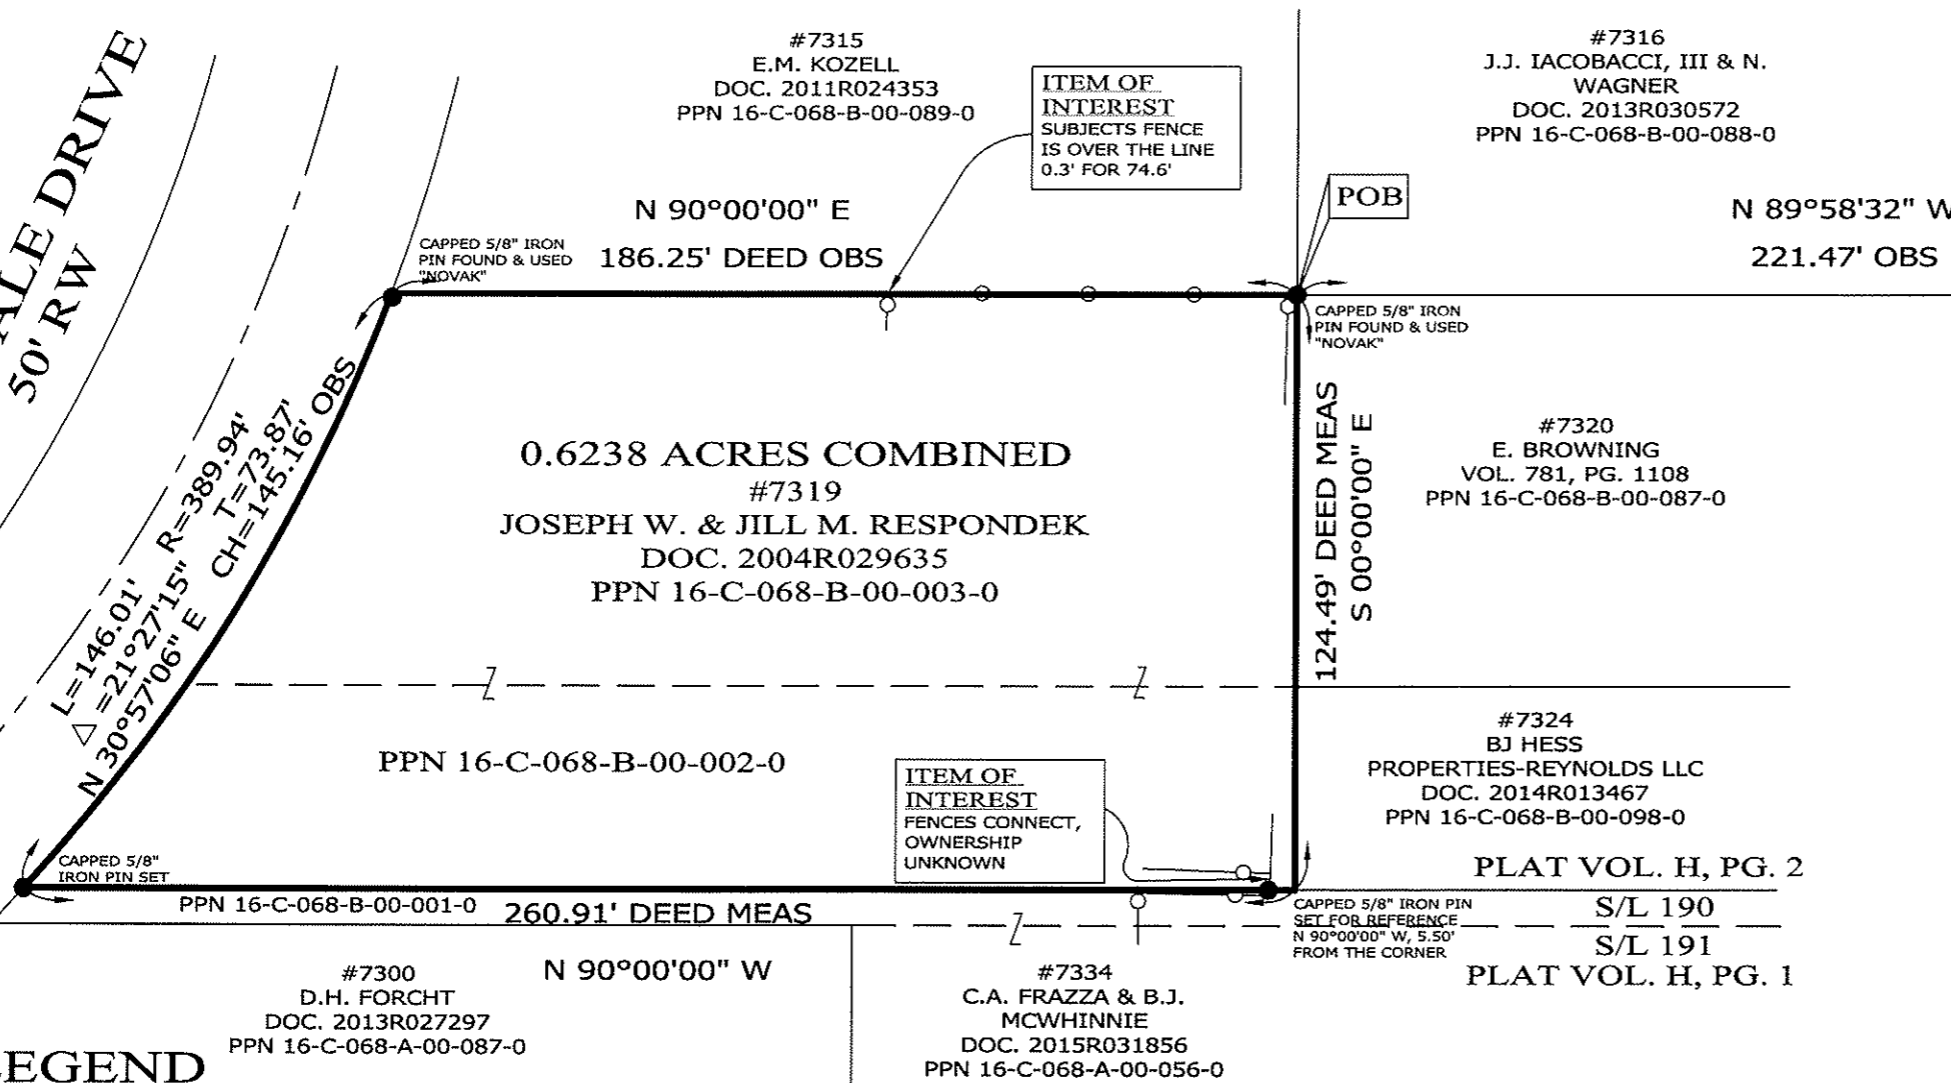 #7315
E.M. KOZELL
DOC. 2011R024353
PPN 16-C-068-B-00-089-0
ITEM OF
INTEREST
SUBJECTS FENCE
IS OVER THE LINE
0.3' FOR 74.6'
#7316
J.J. IACOBACCI, III & N.
WAGNER
DOC. 2013R030572
PPN 16-C-068-B-00-088-0
DRIVE
50' RW
N 90°00'00" E
186.25' DEED OBS
CAPPED 5/8" IRON
PIN FOUND & USED
"NOVAK"
POB
N 89°58'32" W
221.47' OBS
CAPPED 5/8" IRON
PIN FOUND & USED
"NOVAK"
L=146.01' R=389.94'
△=21°27'15" T=73.87'
N 30°57'06" E CH=145.16' OBS
0.6238 ACRES COMBINED
#7319
JOSEPH W. & JILL M. RESPONDEK
DOC. 2004R029635
PPN 16-C-068-B-00-003-0
124.49' DEED MEAS
S 00°00'00" E
#7320
E. BROWNING
VOL. 781, PG. 1108
PPN 16-C-068-B-00-087-0
PPN 16-C-068-B-00-002-0
ITEM OF
INTEREST
FENCES CONNECT,
OWNERSHIP
UNKNOWN
#7324
BJ HESS
PROPERTIES-REYNOLDS LLC
DOC. 2014R013467
PPN 16-C-068-B-00-098-0
CAPPED 5/8"
IRON PIN SET
PPN 16-C-068-B-00-001-0
260.91' DEED MEAS
N 90°00'00" W
CAPPED 5/8" IRON PIN
SET FOR REFERENCE
N 90°00'00" W, 5.50'
FROM THE CORNER
PLAT VOL. H, PG. 2
S/L 190
S/L 191
PLAT VOL. H, PG. 1
#7300
D.H. FORCHT
DOC. 2013R027297
PPN 16-C-068-A-00-087-0
#7334
C.A. FRAZZA & B.J.
MCWHINNIE
DOC. 2015R031856
PPN 16-C-068-A-00-056-0
EGEND